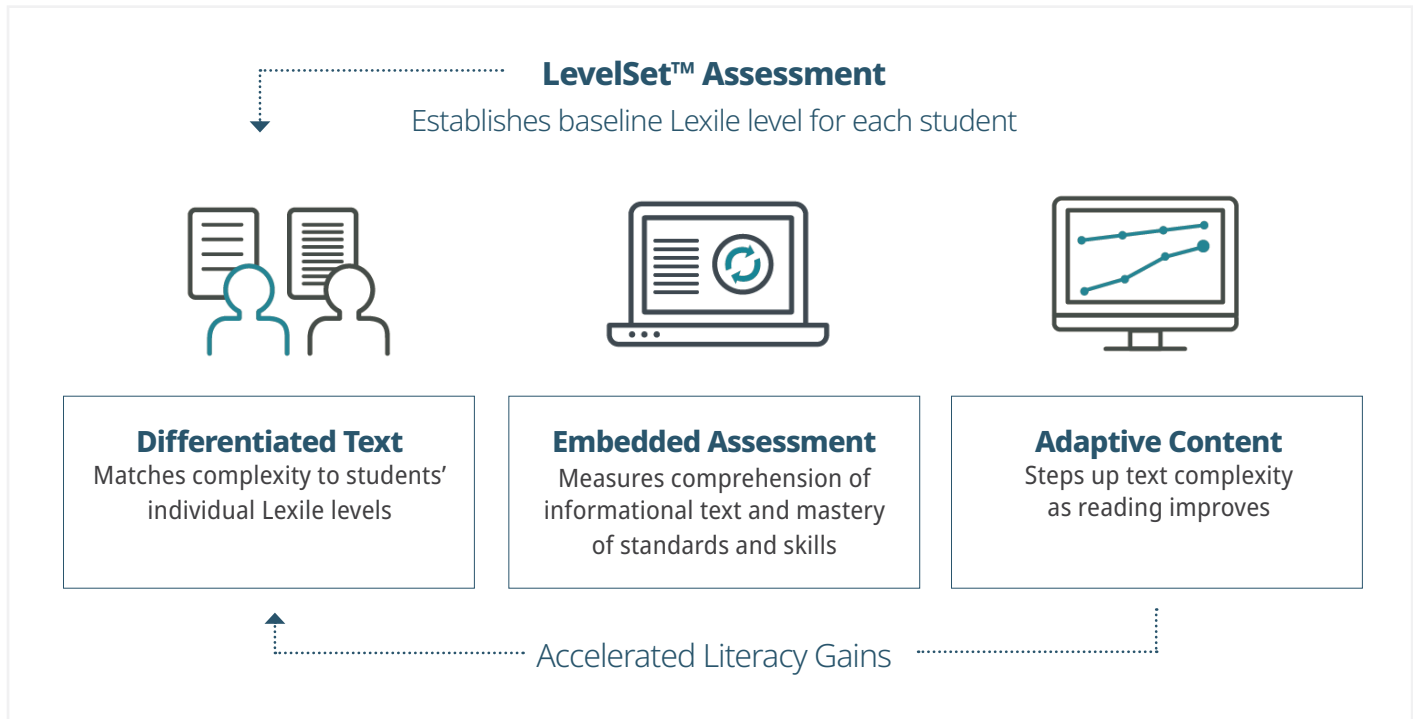 LevelSet™ Assessment
Establishes baseline Lexile level for each student
Differentiated Text
Matches complexity to students’
individual Lexile levels
Embedded Assessment
Measures comprehension of
informational text and mastery
of standards and skills
Adaptive Content
Steps up text complexity
as reading improves
Accelerated Literacy Gains